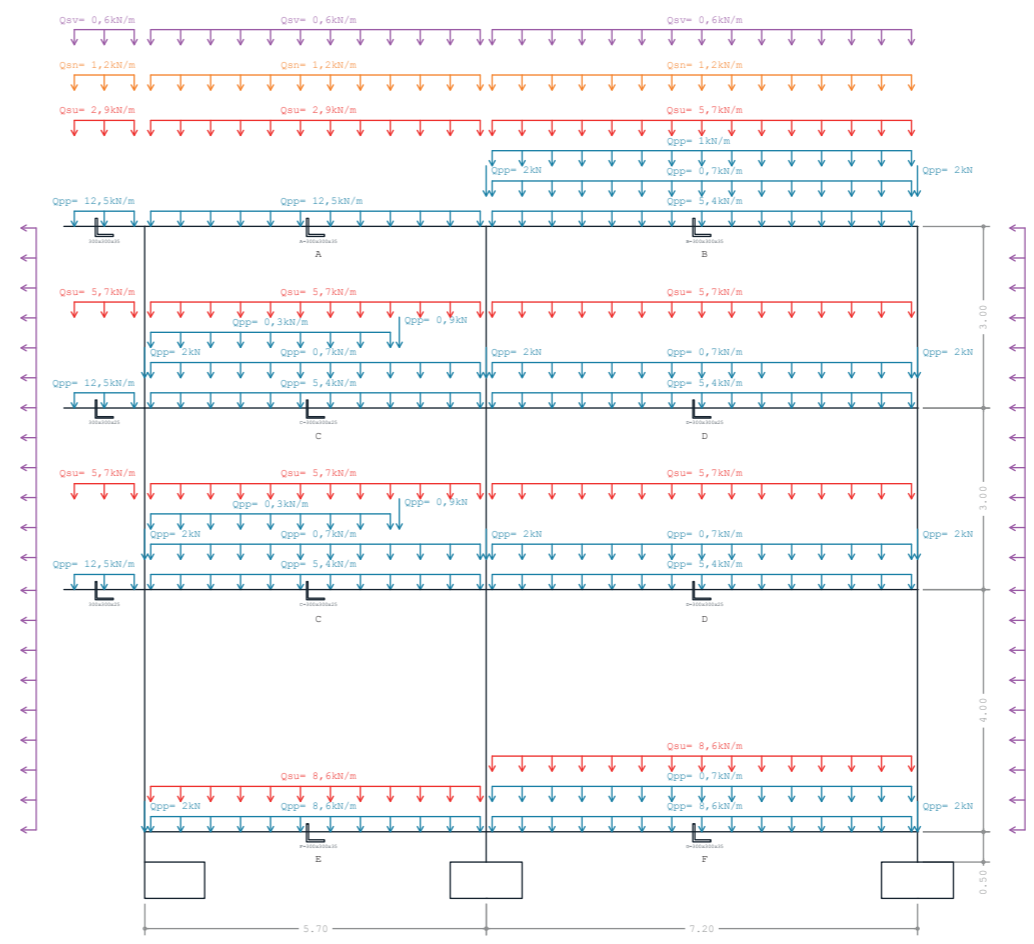 Qsv= 0,6kN/m Qsv= 0,6kN/m Qsv= 0,6kN/m
Qsn= 1,2kN/m Qsn= 1,2kN/m Qsn= 1,2kN/m
Qsu= 2,9kN/m Qsu= 2,9kN/m Qsu= 5,7kN/m
Qpp= 1kN/m
Qpp= 2kN Qpp= 0,7kN/m Qpp= 2kN
Qpp= 12,5kN/m Qpp= 12,5kN/m Qpp= 5,4kN/m
A B
3.00
Qsu= 5,7kN/m Qsu= 5,7kN/m Qsu= 5,7kN/m
Qpp= 0,3kN/m Qpp= 0,9kN
Qpp= 2kN Qpp= 0,7kN/m Qpp= 2kN Qpp= 0,7kN/m Qpp= 2kN
Qpp= 12,5kN/m Qpp= 5,4kN/m Qpp= 5,4kN/m
C D
3.00
Qsu= 5,7kN/m Qsu= 5,7kN/m Qsu= 5,7kN/m
Qpp= 0,3kN/m Qpp= 0,9kN
Qpp= 2kN Qpp= 0,7kN/m Qpp= 2kN Qpp= 0,7kN/m Qpp= 2kN
Qpp= 12,5kN/m Qpp= 5,4kN/m Qpp= 5,4kN/m
C D
4.00
Qsu= 8,6kN/m
Qsu= 8,6kN/m Qpp= 0,7kN/m
Qpp= 2kN Qpp= 8,6kN/m Qpp= 8,6kN/m Qpp= 2kN
E F
0.50
5.70 7.20